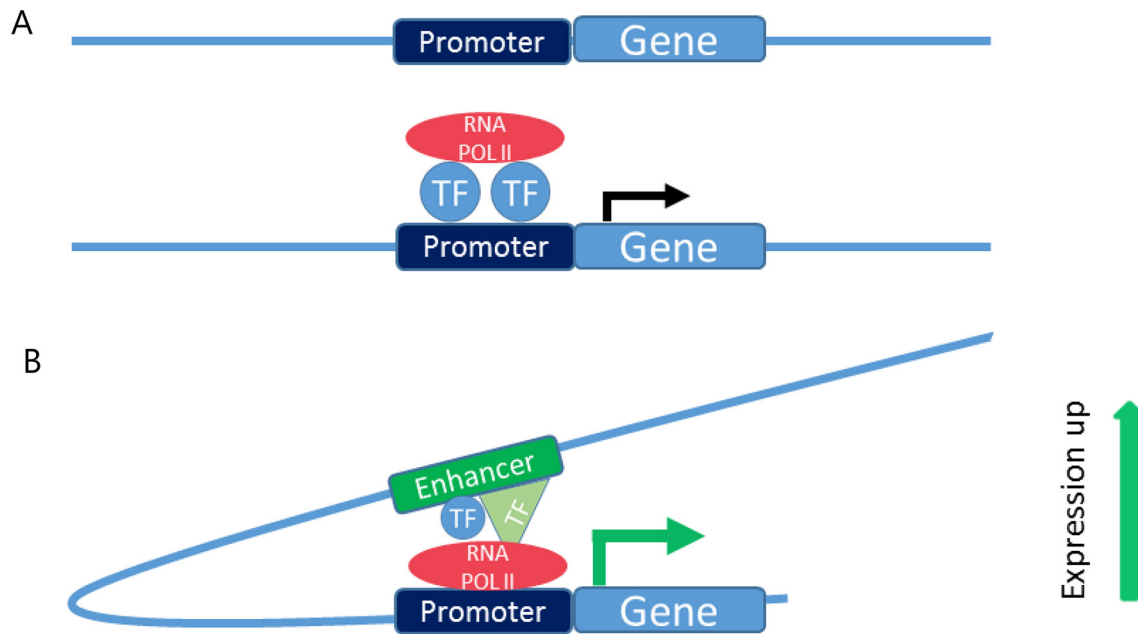 A
Promoter Gene
RNA
POL II
TF TF
Promoter Gene
B
Enhancer
TF TF
RNA
POL II
Promoter Gene
Expression up